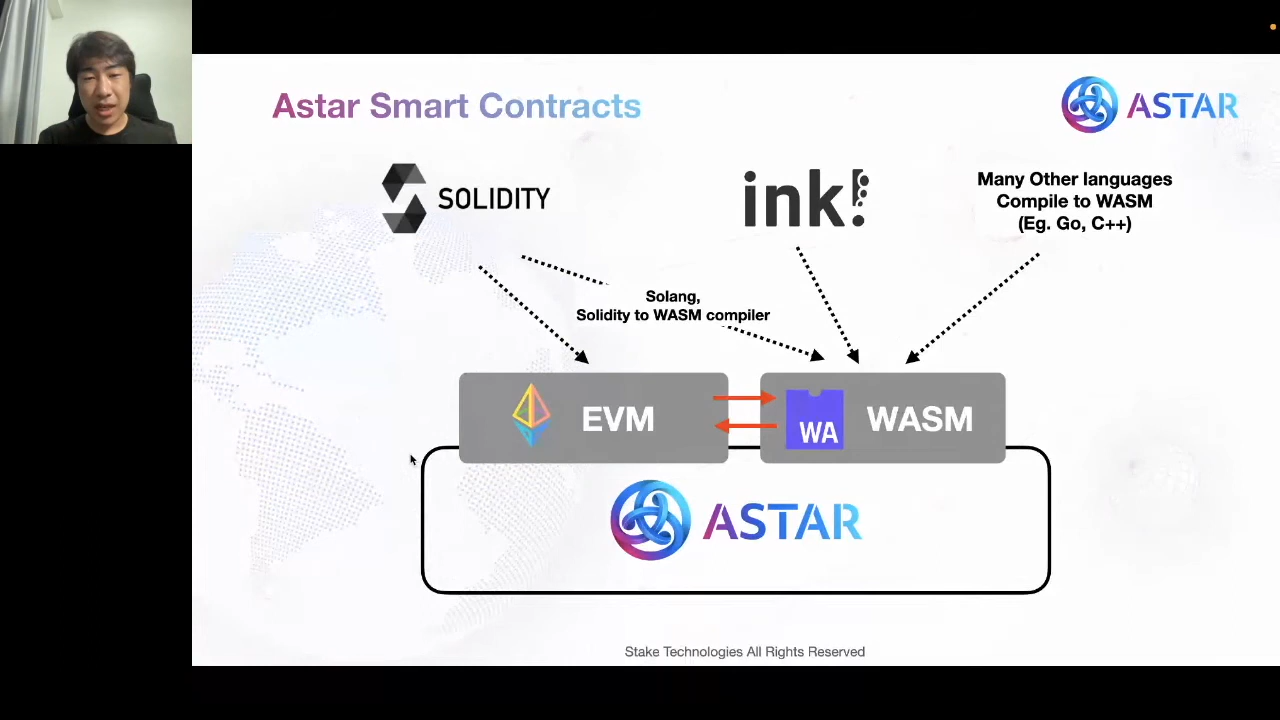 Astar Smart Contracts
ASTAR
SOLIDITY
ink!
Many Other languages
Compile to WASM
(Eg. Go, C++)
Solang,
Solidity to WASM compiler
EVM
WA
WASM
ASTAR
Stake Technologies All Rights Reserved